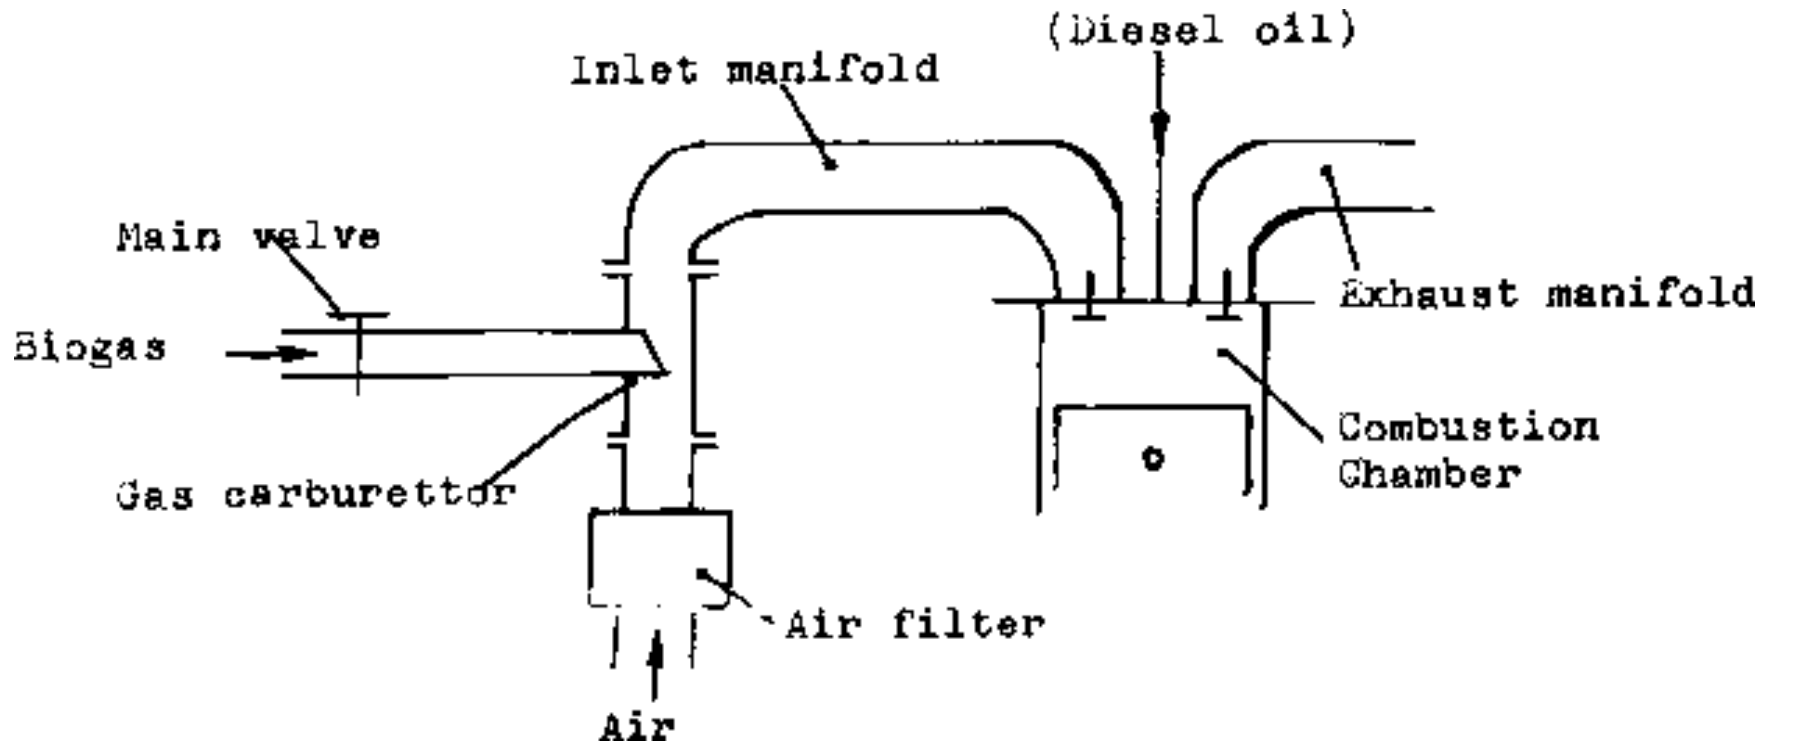 (Diesel oil)
Inlet manifold
Main valve
Exhaust manifold
Biogas
Combustion
Chamber
Gas carburettor
Air filter
Air